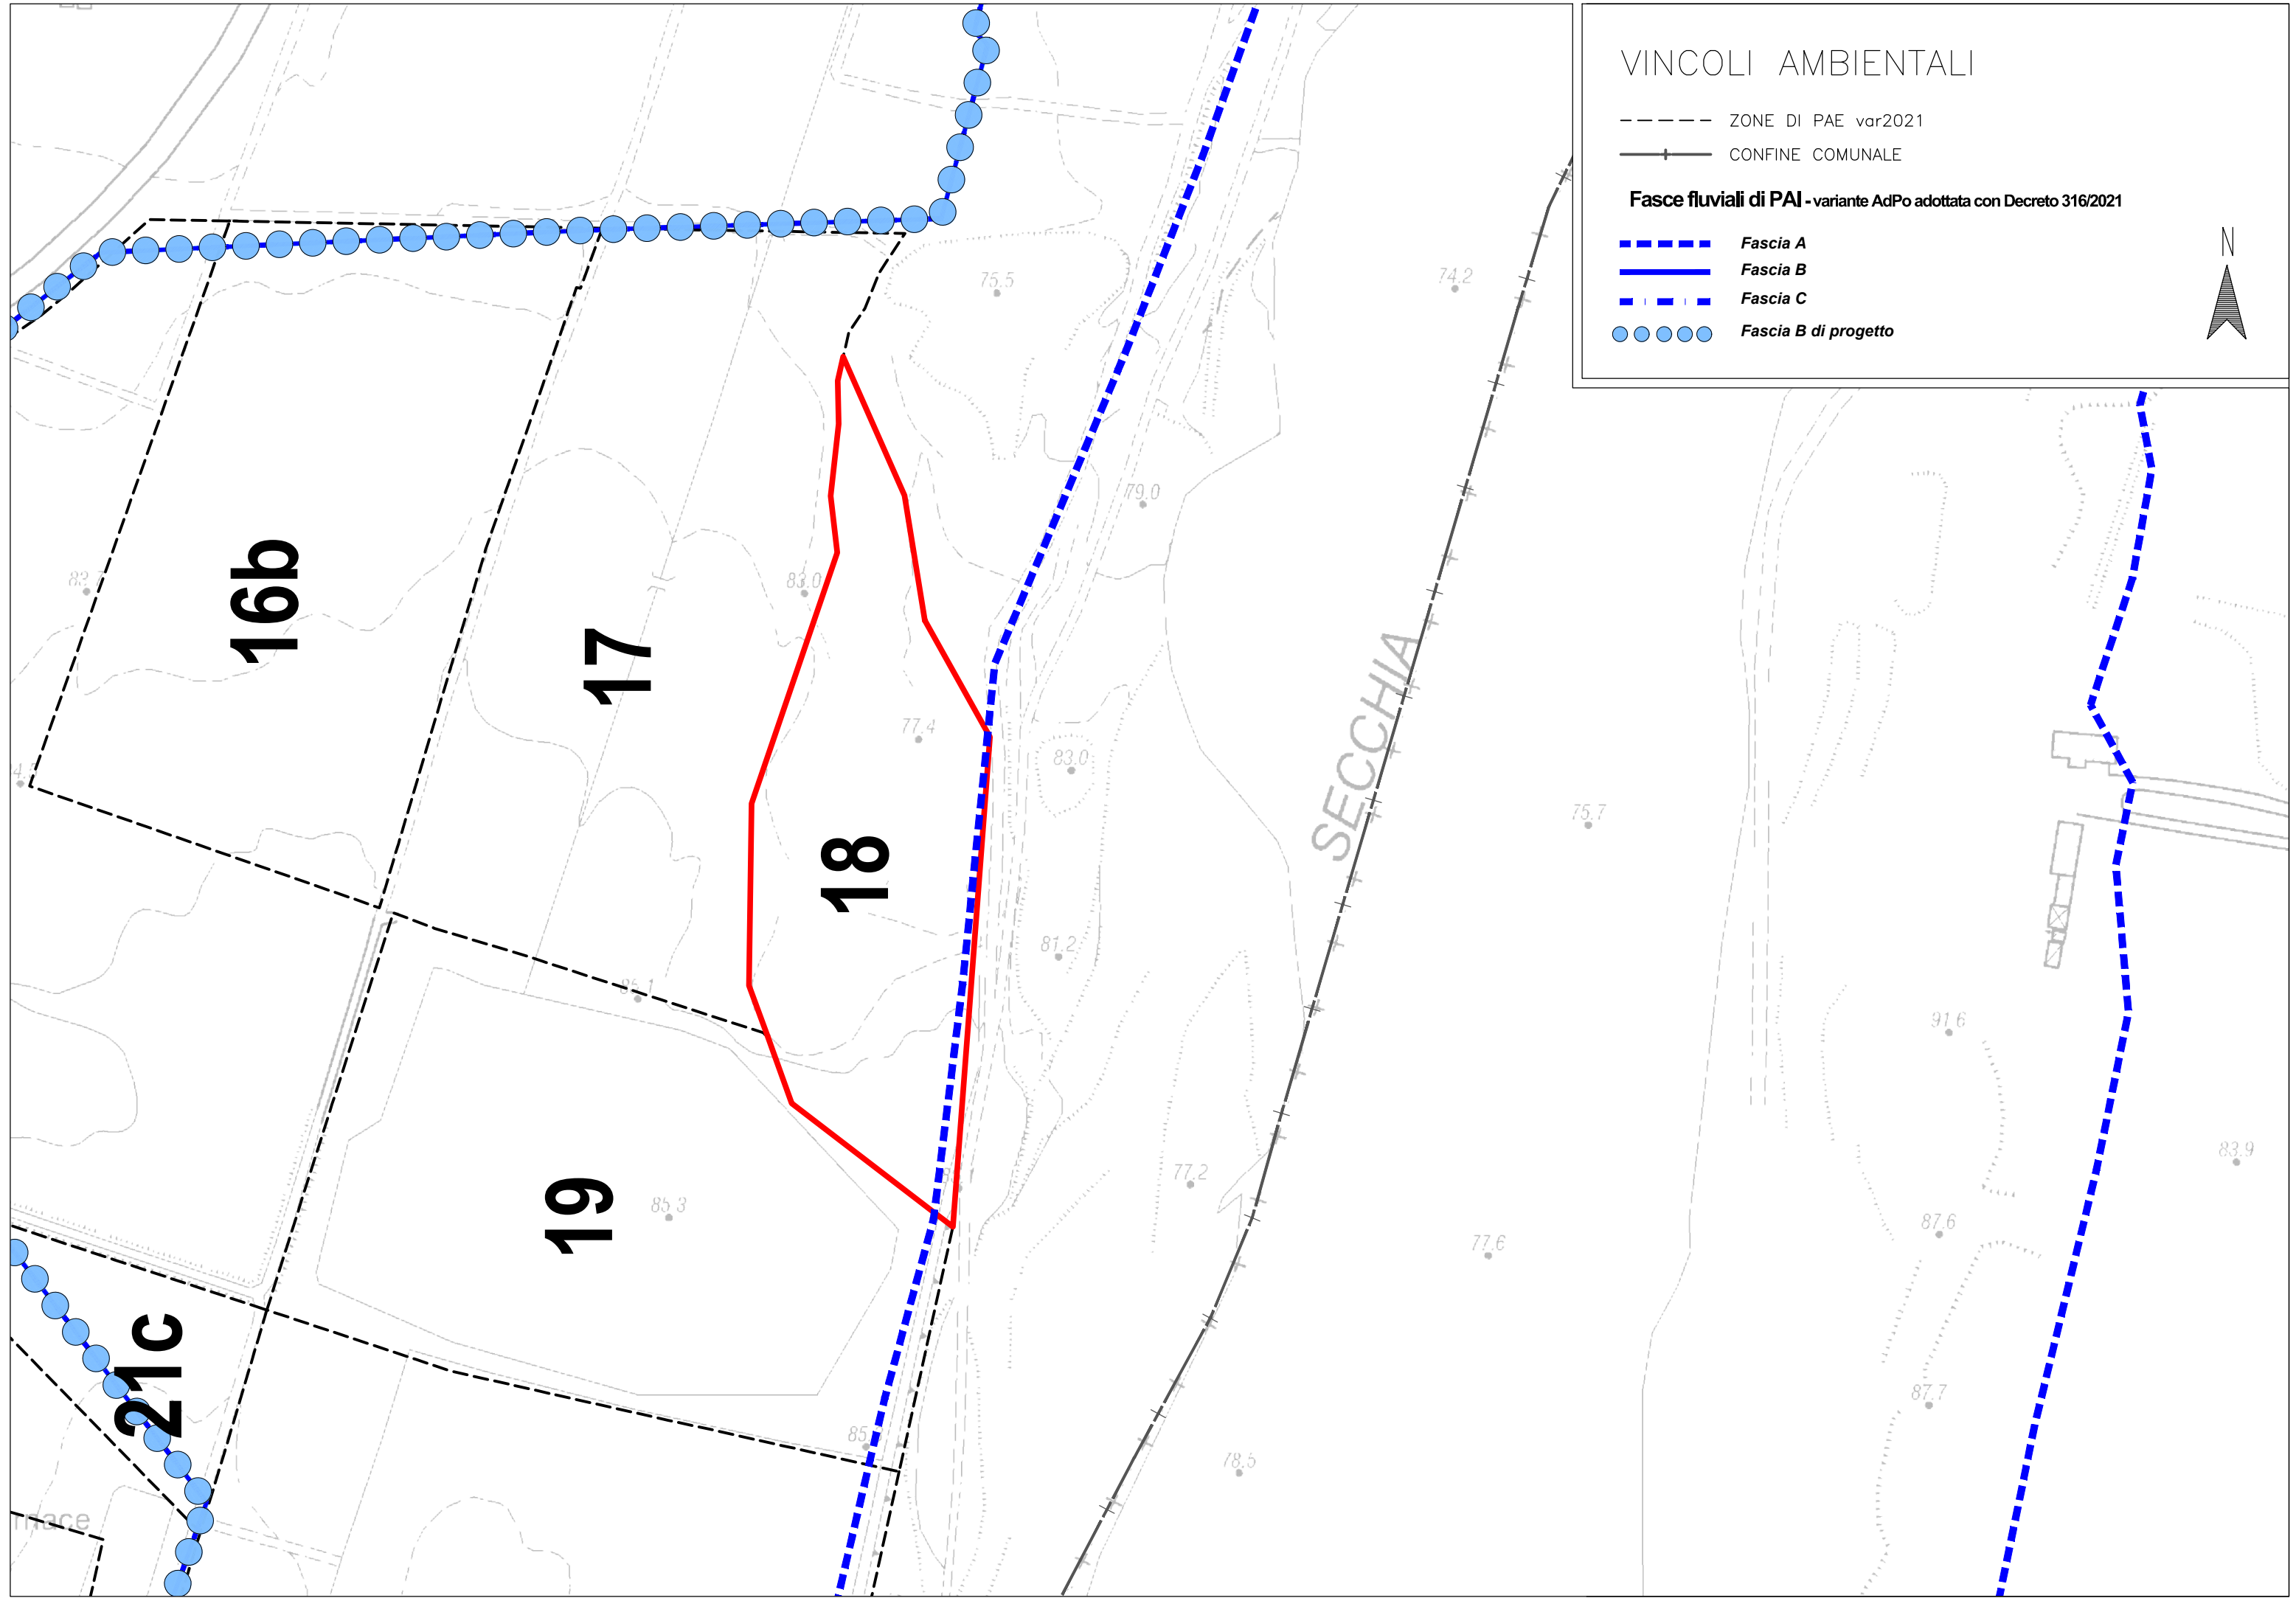 VINCOLI AMBIENTALI
ZONE DI PAE var2021
CONFINE COMUNALE
Fasce fluviali di PAI - variante AdPo adottata con Decreto 316/2021
Fascia A
Fascia B
Fascia C
Fascia B di progetto
N
75.5
74.2
79.0
16b
83.0
17
77.4
83.0
SECCHIA
75.7
18
81.2
91.6
83.9
77.2
19
85.3
87.6
77.6
21c
87.7
78.5